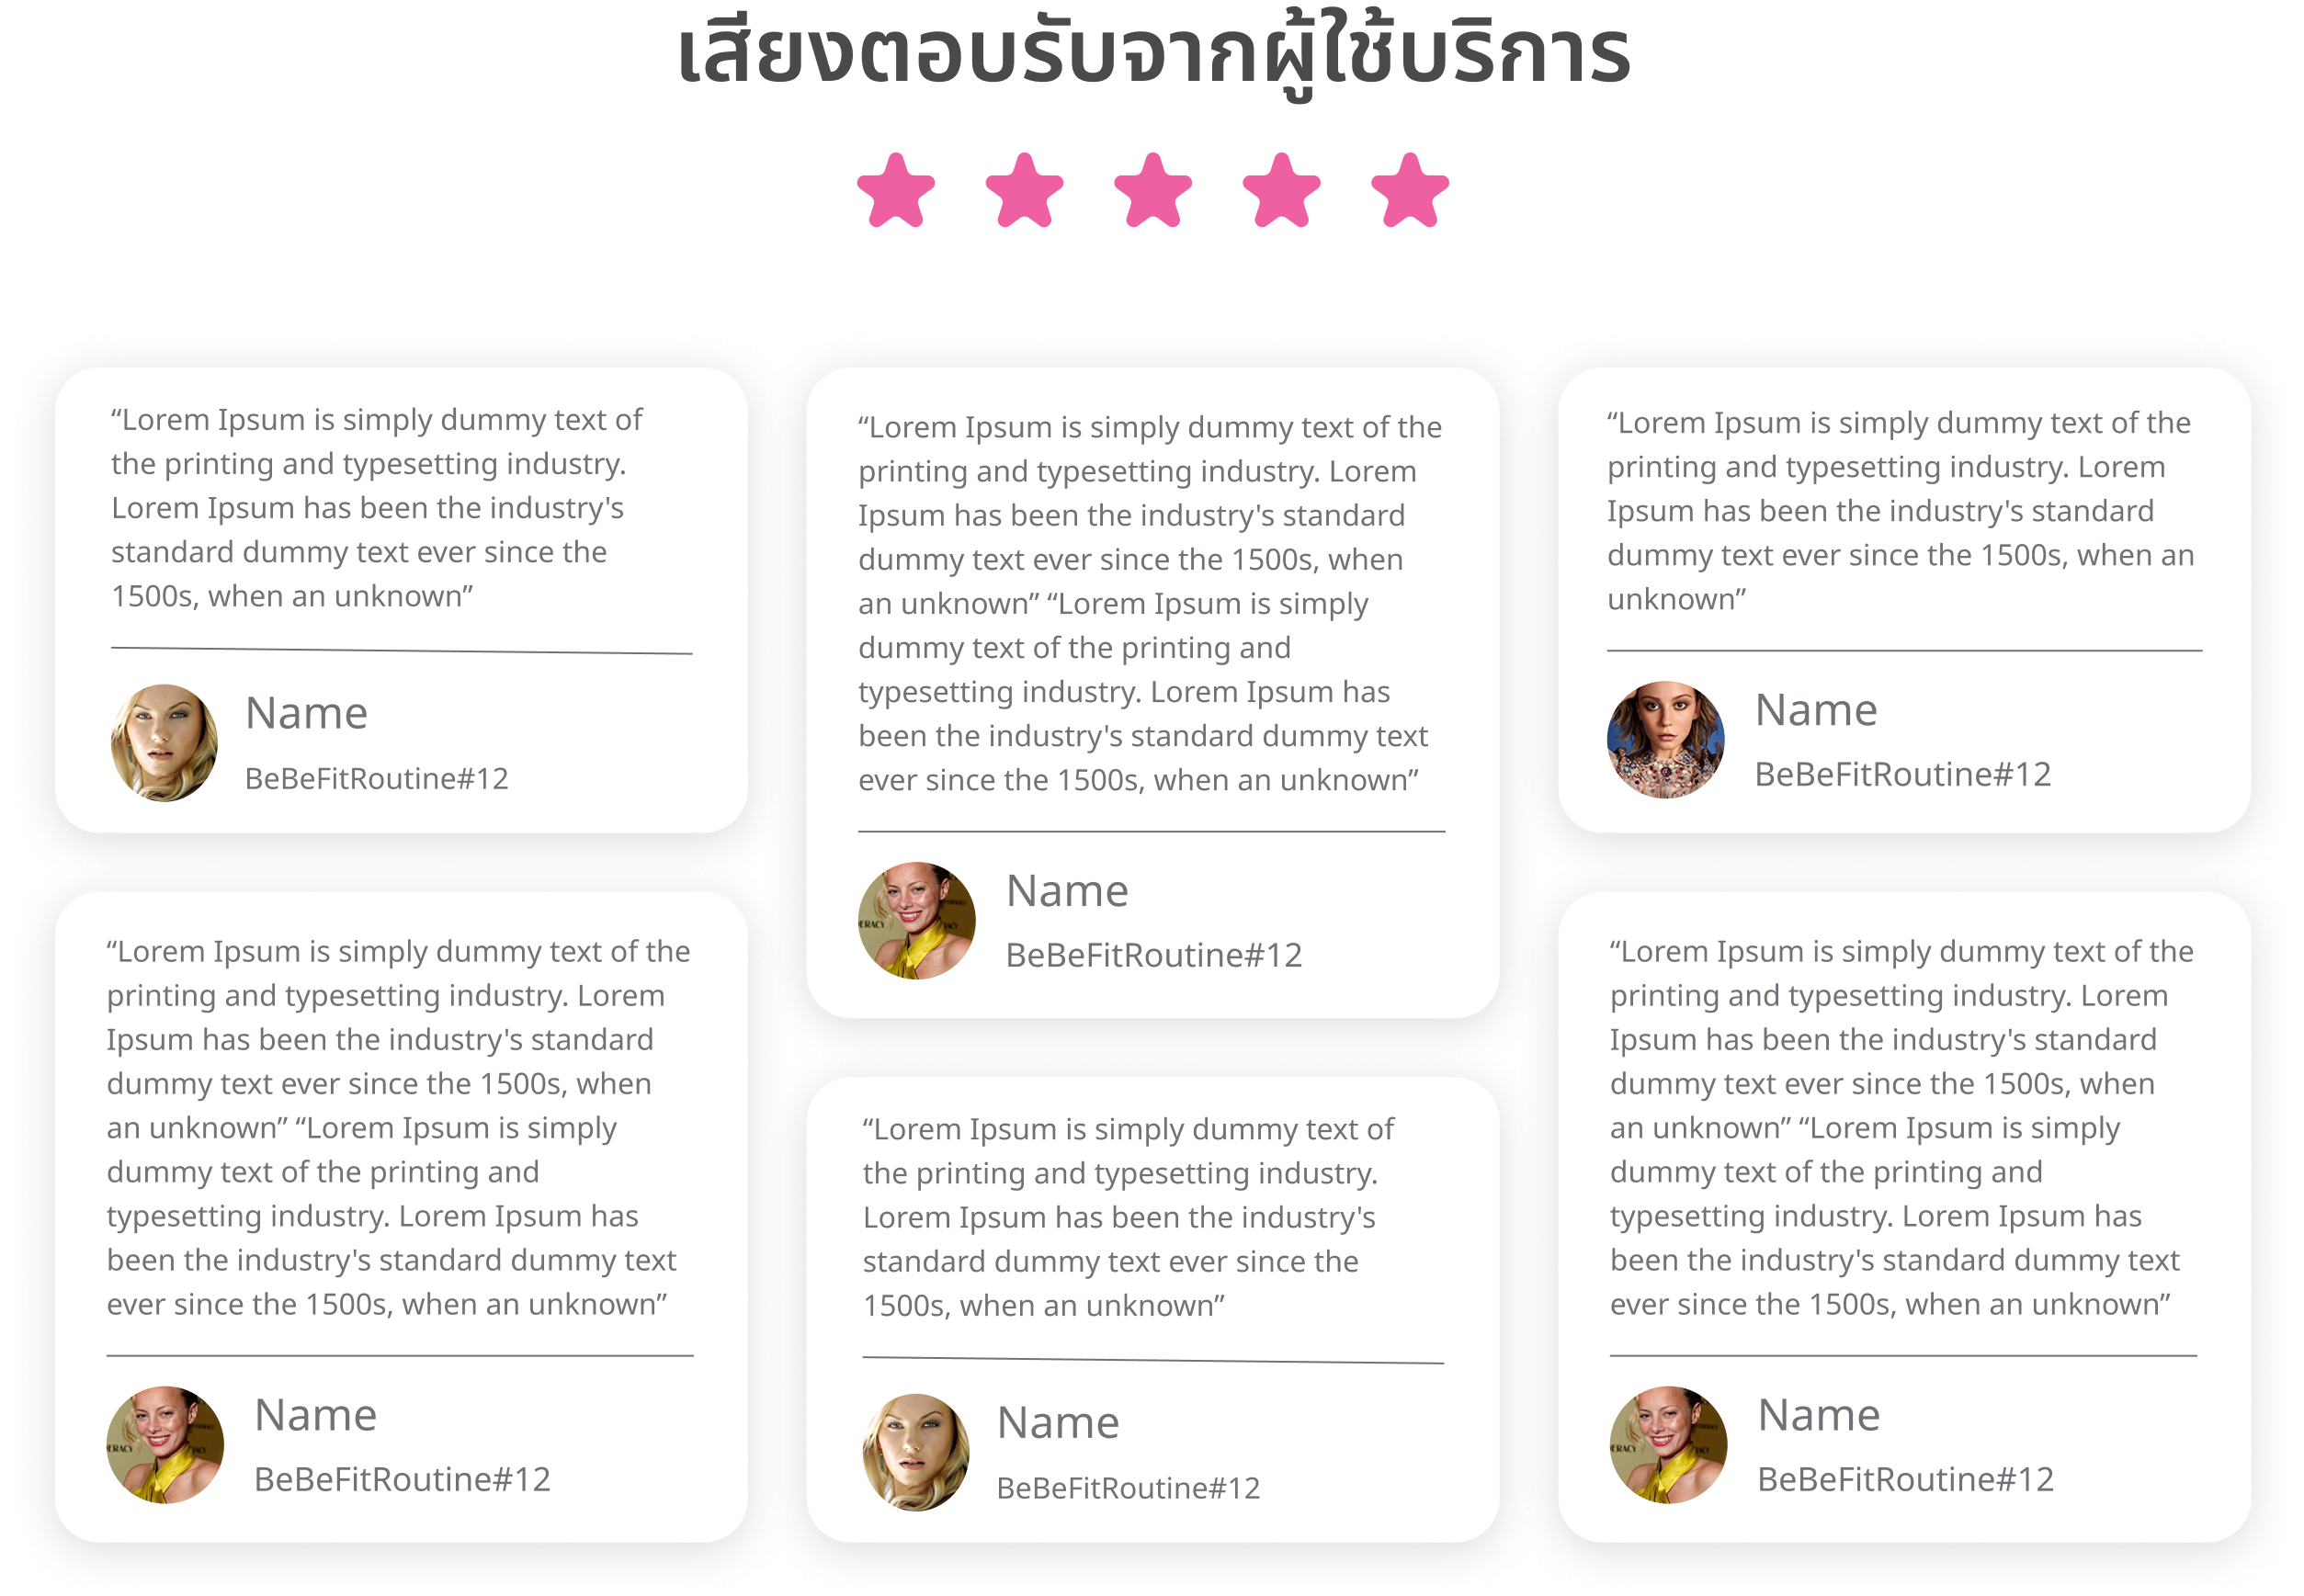 เสียงตอบรับจากผู้ใช้บริการ
“Lorem Ipsum is simply dummy text of
the printing and typesetting industry.
Lorem Ipsum has been the industry's
standard dummy text ever since the
1500s, when an unknown”
Name
BeBeFitRoutine#12
“Lorem Ipsum is simply dummy text of the
printing and typesetting industry. Lorem
Ipsum has been the industry's standard
dummy text ever since the 1500s, when
an unknown” “Lorem Ipsum is simply
dummy text of the printing and
typesetting industry. Lorem Ipsum has
been the industry's standard dummy text
ever since the 1500s, when an unknown”
Name
BeBeFitRoutine#12
“Lorem Ipsum is simply dummy text of the
printing and typesetting industry. Lorem
Ipsum has been the industry's standard
dummy text ever since the 1500s, when an
unknown”
Name
BeBeFitRoutine#12
“Lorem Ipsum is simply dummy text of the
printing and typesetting industry. Lorem
Ipsum has been the industry's standard
dummy text ever since the 1500s, when
an unknown” “Lorem Ipsum is simply
dummy text of the printing and
typesetting industry. Lorem Ipsum has
been the industry's standard dummy text
ever since the 1500s, when an unknown”
Name
BeBeFitRoutine#12
“Lorem Ipsum is simply dummy text of
the printing and typesetting industry.
Lorem Ipsum has been the industry's
standard dummy text ever since the
1500s, when an unknown”
Name
BeBeFitRoutine#12
“Lorem Ipsum is simply dummy text of the
printing and typesetting industry. Lorem
Ipsum has been the industry's standard
dummy text ever since the 1500s, when
an unknown” “Lorem Ipsum is simply
dummy text of the printing and
typesetting industry. Lorem Ipsum has
been the industry's standard dummy text
ever since the 1500s, when an unknown”
Name
BeBeFitRoutine#12